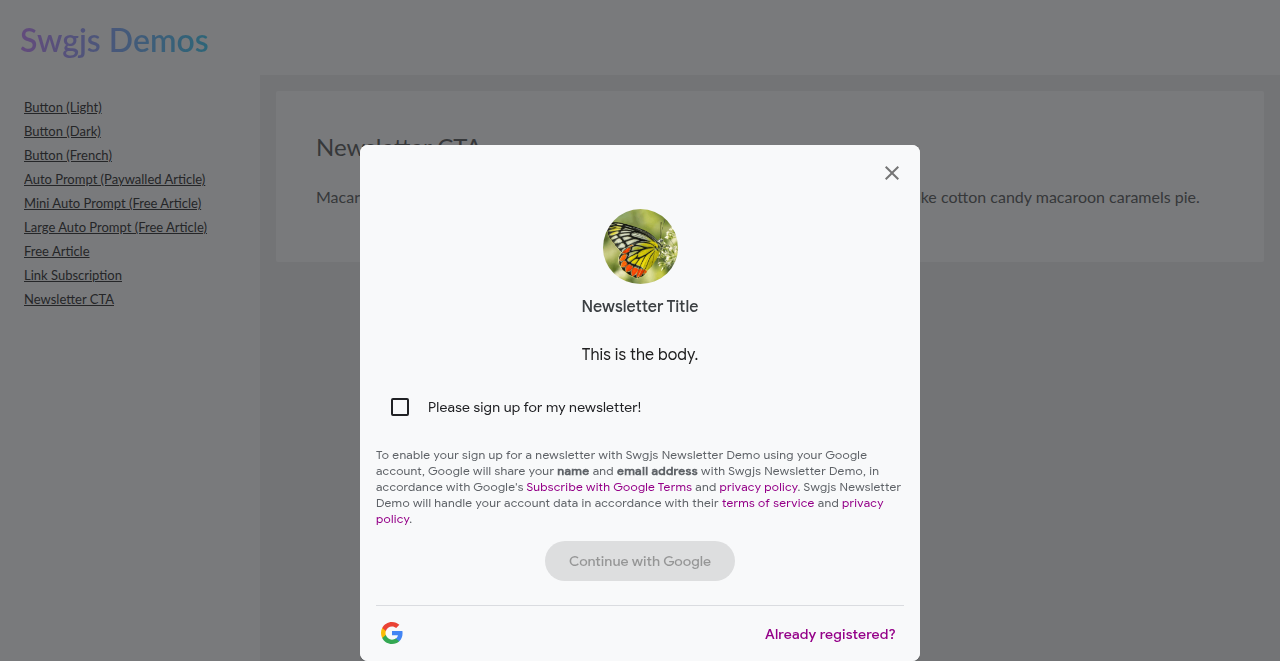 Swgjs Demos
Button (Light)
Button (Dark)
Button (French)
Auto Prompt (Paywalled Article)
Mini Auto Prompt (Free Article)
Large Auto Prompt (Free Article)
Free Article
Link Subscription
Newsletter CTA
Newsletter CTA
cotton candy macaroon caramels pie.
Newsletter Title
This is the body.
Please sign up for my newsletter!
To enable your sign up for a newsletter with Swgjs Newsletter Demo using your Google
account, Google will share your name and email address with Swgjs Newsletter Demo, in
accordance with Google's Subscribe with Google Terms and privacy policy. Swgjs Newsletter
Demo will handle your account data in accordance with their terms of service and privacy
policy.
Continue with Google
Already registered?